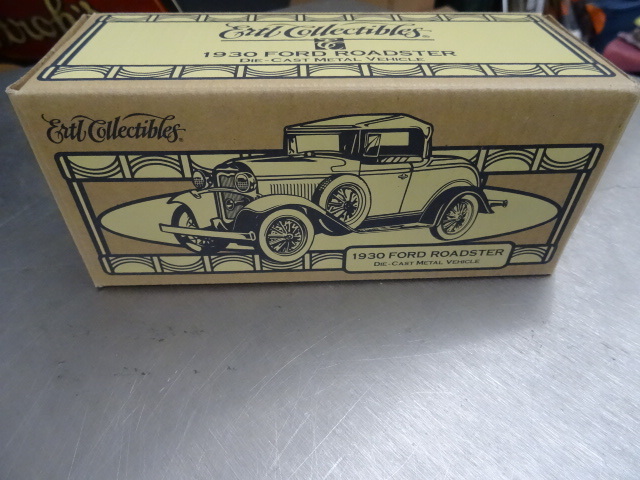 Ertl Collectibles
1930 FORD ROADSTER
DIE-CAST METAL VEHICLE
Ertl Collectibles®
1930 FORD ROADSTER
DIE-CAST METAL VEHICLE